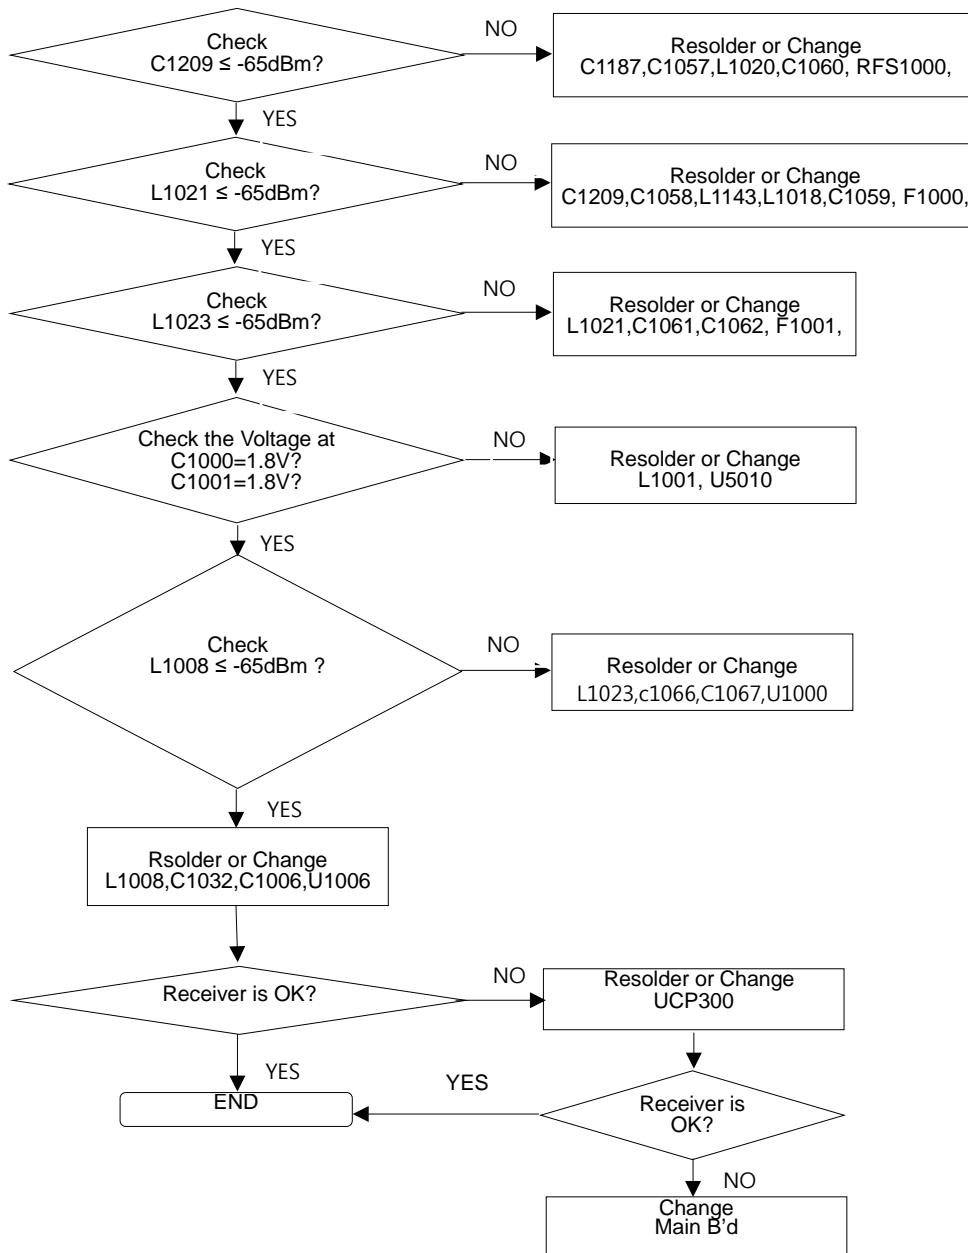 Check
C1209 ≤ -65dBm?
NO
Resolder or Change
C1187,C1057,L1020,C1060, RFS1000,
YES
Check
L1021 ≤ -65dBm?
NO
Resolder or Change
C1209,C1058,L1143,L1018,C1059, F1000,
YES
Check
L1023 ≤ -65dBm?
NO
Resolder or Change
L1021,C1061,C1062, F1001,
YES
Check the Voltage at
C1000=1.8V?
C1001=1.8V?
NO
Resolder or Change
L1001, U5010
YES
Check
L1008 ≤ -65dBm ?
NO
Resolder or Change
L1023,c1066,C1067,U1000
YES
Rsolder or Change
L1008,C1032,C1006,U1006
Receiver is OK?
NO
Resolder or Change
UCP300
YES
END
YES
Receiver is
OK?
NO
Change
Main B'd